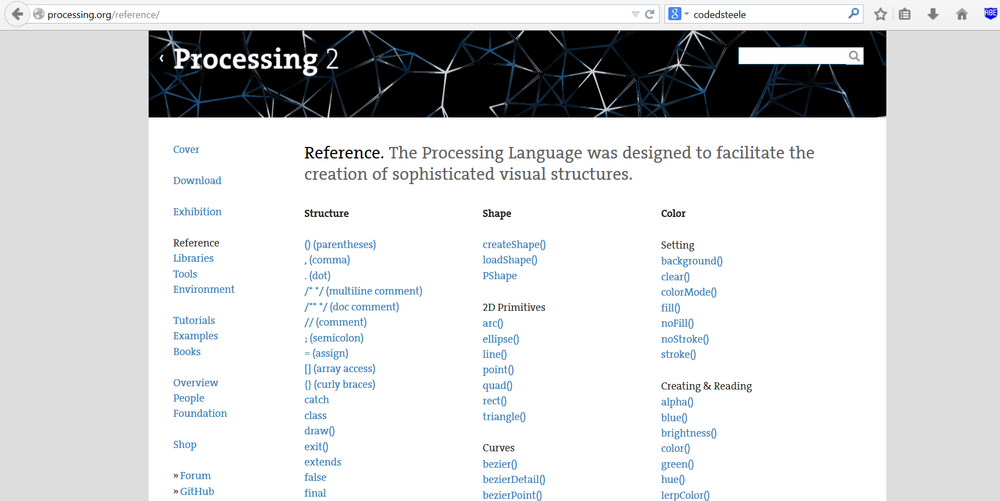 processing.org/reference/
codedsteele
ABE
‹ Processing 2
Cover
Download
Exhibition
Reference
Libraries
Tools
Environment
Tutorials
Examples
Books
Overview
People
Foundation
Shop
» Forum
» GitHub
Reference. The Processing Language was designed to facilitate the
creation of sophisticated visual structures.
Structure
() (parentheses)
, (comma)
. (dot)
/* */ (multiline comment)
/** */ (doc comment)
// (comment)
; (semicolon)
= (assign)
[] (array access)
{} (curly braces)
catch
class
draw()
exit()
extends
false
final
Shape
createShape()
loadShape()
PShape
2D Primitives
arc()
ellipse()
line()
point()
quad()
rect()
triangle()
Curves
bezier()
bezierDetail()
bezierPoint()
Color
Setting
background()
clear()
colorMode()
fill()
noFill()
noStroke()
stroke()
Creating & Reading
alpha()
blue()
brightness()
color()
green()
hue()
lerpColor()